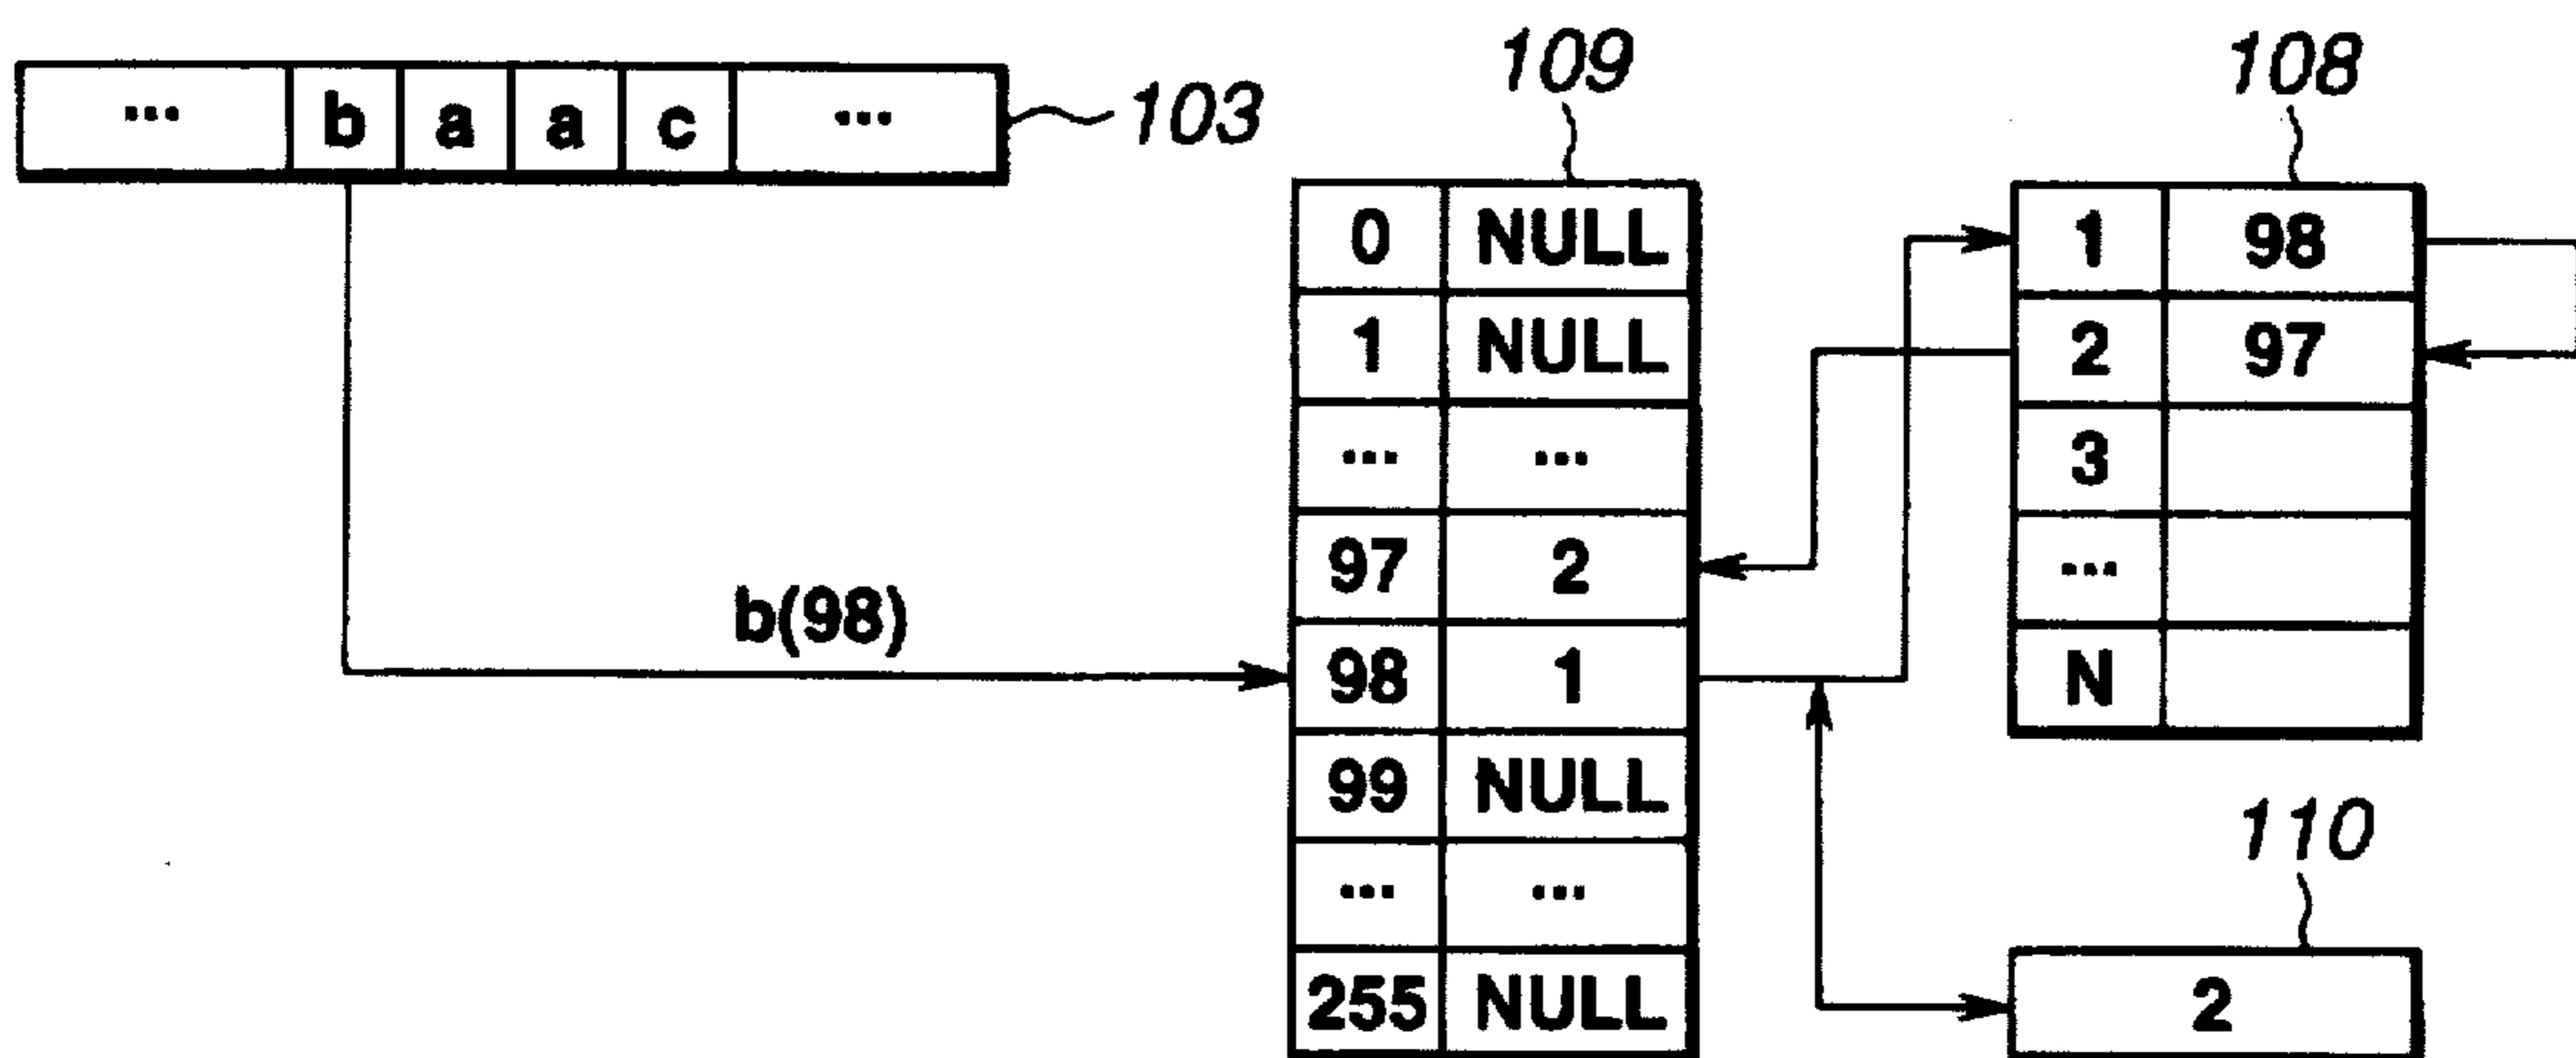 ... b a a c ...
103
109
0 NULL
1 NULL
... ...
97 2
98 1
99 NULL
... ...
255 NULL
b(98)
108
1 98
2 97
3
...
N
110
2